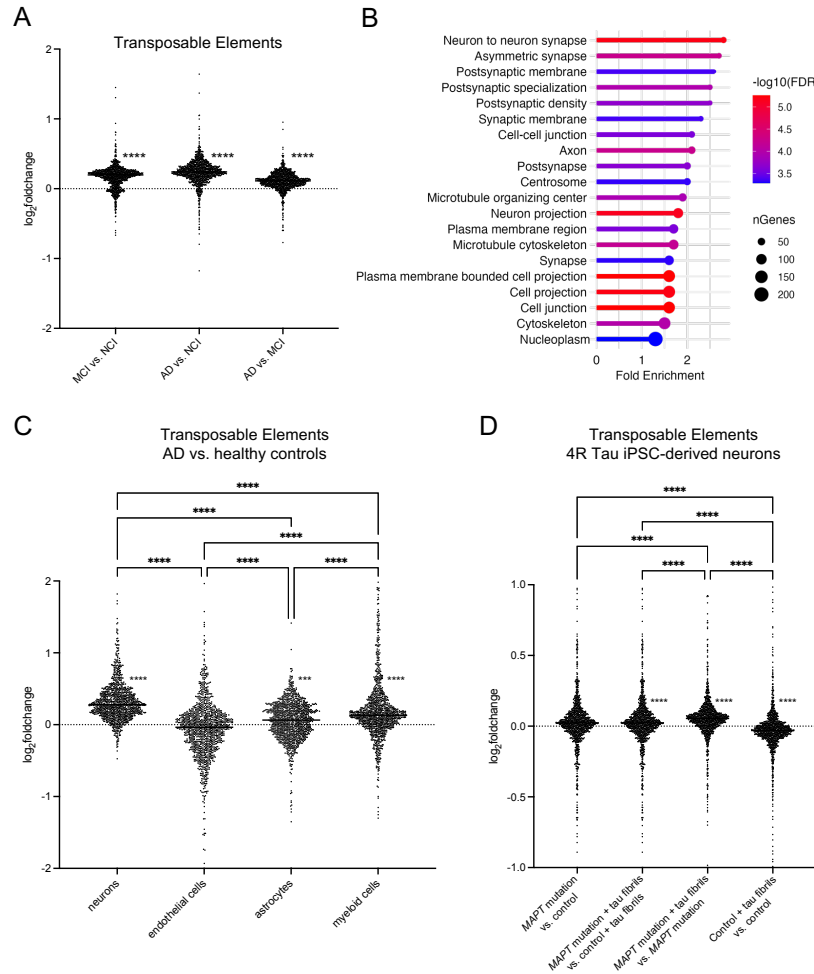 A
Transposable Elements
2
1
0
-1
-2
log2foldchange
****
****
****
MCI vs. NCI
AD vs. NCI
AD vs. MCI
B
Neuron to neuron synapse
Asymmetric synapse
Postsynaptic membrane
Postsynaptic specialization
Postsynaptic density
Synaptic membrane
Cell-cell junction
Axon
Postsynapse
Centrosome
Microtubule organizing center
Neuron projection
Plasma membrane region
Microtubule cytoskeleton
Synapse
Plasma membrane bounded cell projection
Cell projection
Cell junction
Cytoskeleton
Nucleoplasm
0
1
2
Fold Enrichment
-log10(FDR
5.0
4.5
4.0
3.5
nGenes
50
100
150
200
C
Transposable Elements
AD vs. healthy controls
****
****
****
****
****
****
2
1
0
-1
-2
log2foldchange
****
***
****
neurons
endothelial cells
astrocytes
myeloid cells
D
Transposable Elements
4R Tau iPSC-derived neurons
****
****
****
****
****
1.0
0.5
0.0
-0.5
-1.0
log2foldchange
****
****
****
MAPT mutation
vs. control
MAPT mutation + tau fibrils
vs. control + tau fibrils
MAPT mutation + tau fibrils
vs. MAPT mutation
Control + tau fibrils
vs. control